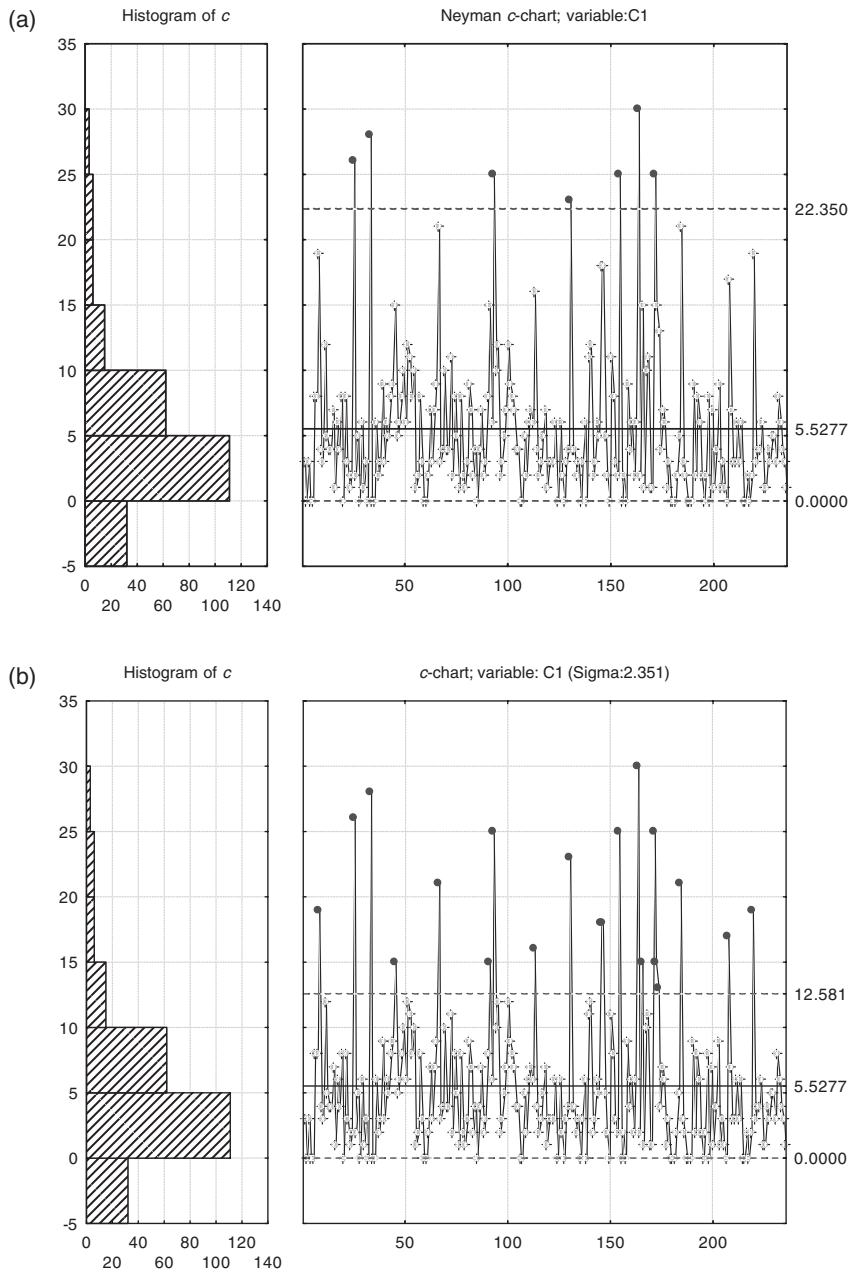 (a)
Histogram of c
Neyman c-chart; variable:C1
35
30
25
20
15
10
5
0
-5
0 40 80 120
20 60 100 140
50 100 150 200
22.350
5.5277
0.0000
(b)
Histogram of c
c-chart; variable: C1 (Sigma:2.351)
35
30
25
20
15
10
5
0
-5
0 40 80 120
20 60 100 140
50 100 150 200
12.581
5.5277
0.0000